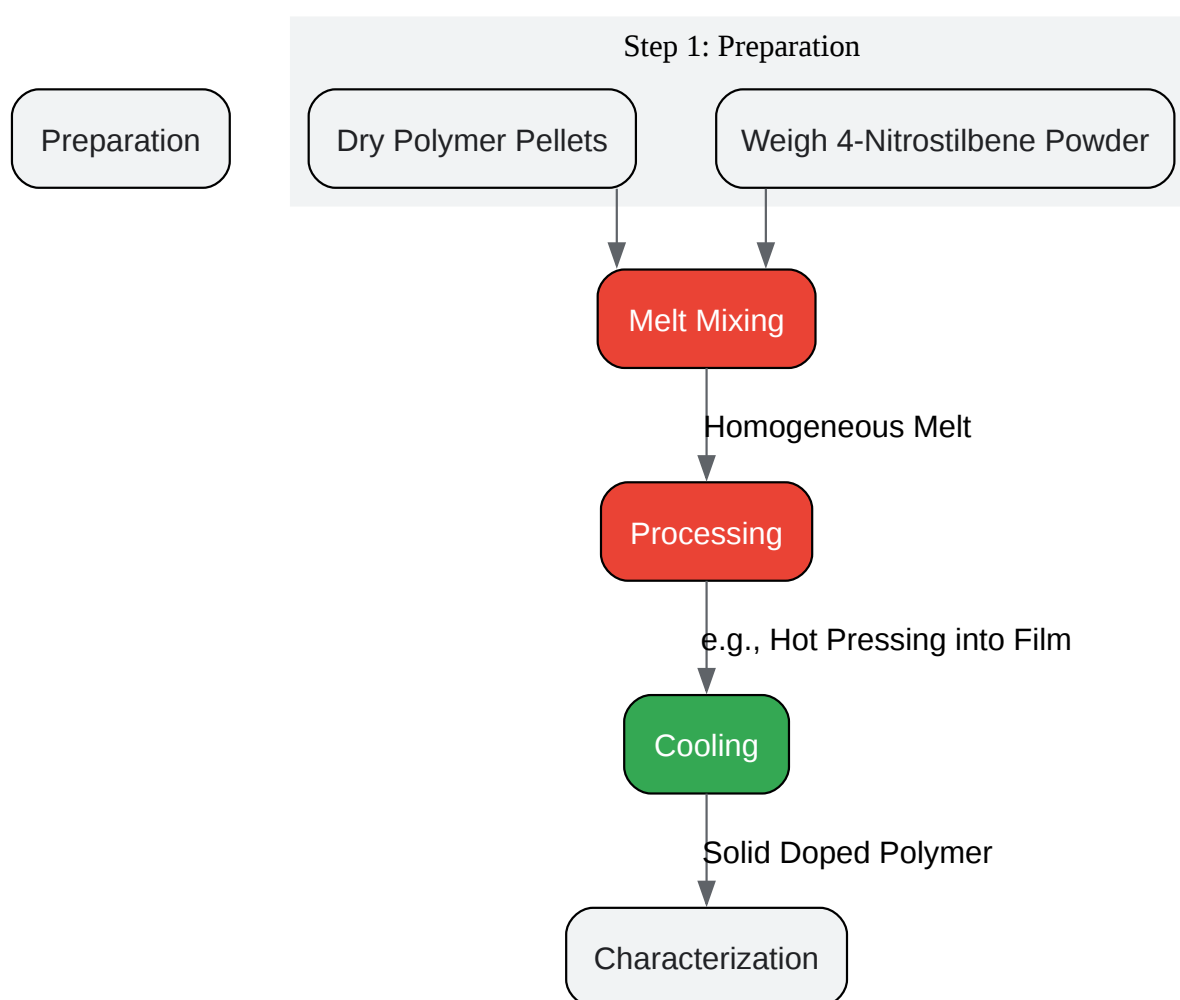 Step 1: Preparation
Preparation
Dry Polymer Pellets
Weigh 4-Nitrostilbene Powder
Melt Mixing
Homogeneous Melt
Processing
e.g., Hot Pressing into Film
Cooling
Solid Doped Polymer
Characterization